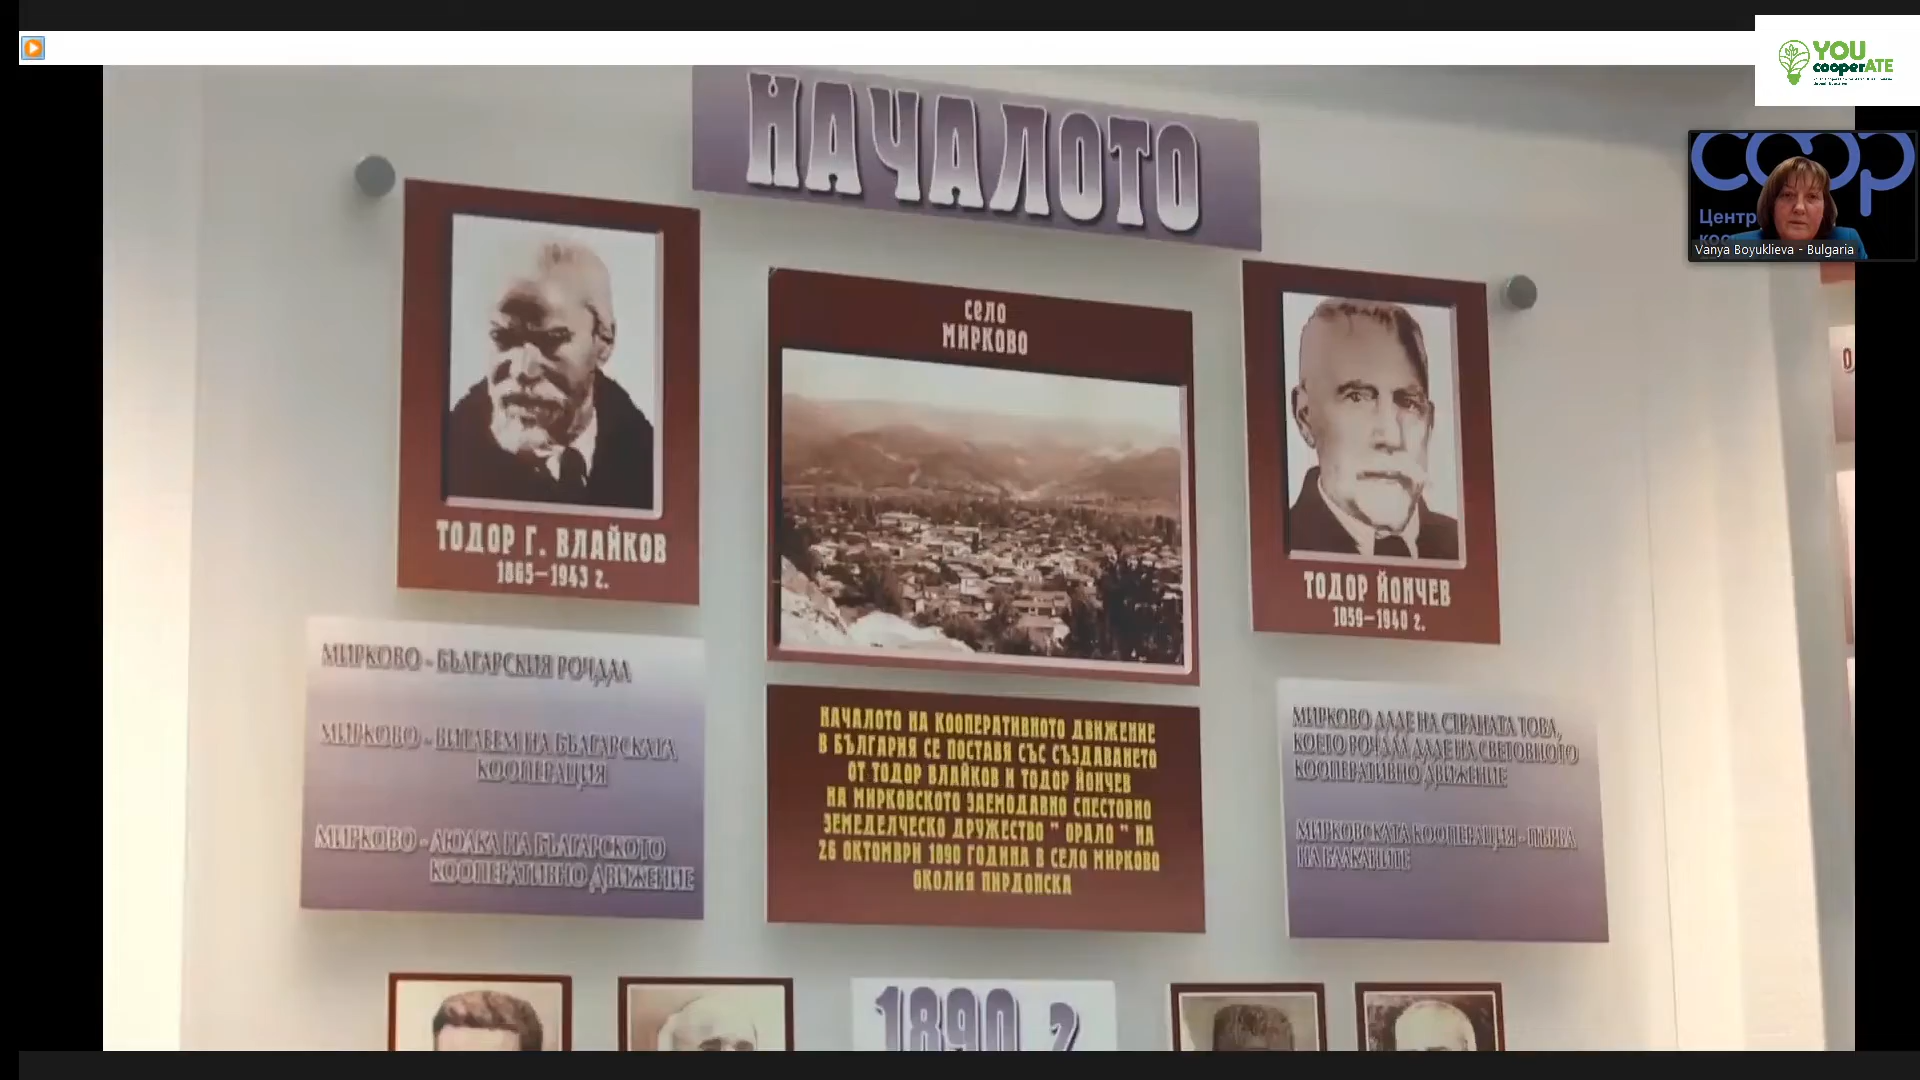 YOU
cooperATE
НАЧАЛОТО
coop
Центр
Vanya Boyuklieva - Bulgaria
СЕЛО
МИРКОВО
ТОДОР Г. ВЛАЙКОВ
1865-1943 г.
ТОДОР ЙОНЧЕВ
1859-1940 г.
МИРКОВО - БЪЛГАРСКИЯ РОЧДАЛ
МИРКОВО - ВИТЛЕЕМ НА БЪЛГАРСКАТА
КООПЕРАЦИЯ
МИРКОВО - ЛЮЛКА НА БЪЛГАРСКОТО
КООПЕРАТИВНО ДВИЖЕНИЕ
НАЧАЛОТО НА КООПЕРАТИВНОТО ДВИЖЕНИЕ
В БЪЛГАРИЯ СЕ ПОСТАВЯ СЪС СЪЗДАВАНЕТО
ОТ ТОДОР ВЛАЙКОВ И ТОДОР ЙОНЧЕВ
НА МИРКОВСКОТО ЗАЕМОДАВНО СПЕСТОВНО
ЗЕМЕДЕЛЧЕСКО ДРУЖЕСТВО " ОРАЛО " НА
26 ОКТОМВРИ 1890 ГОДИНА В СЕЛО МИРКОВО
ОКОЛИЯ ПИРДОПСКА
МИРКОВО ДАДЕ НА СТРАНАТА ТОВА,
КОЕТО РОЧДАЛ ДАДЕ НА СВЕТОВНОТО
КООПЕРАТИВНО ДВИЖЕНИЕ
МИРКОВСКАТА КООПЕРАЦИЯ - ПЪРВА
НА БАЛКАНИТЕ
1890 г